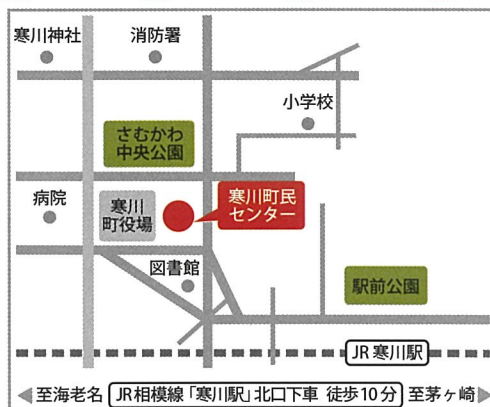 寒川神社
消防署
小学校
さむかわ
中央公園
病院
寒川
町役場
寒川町民
センター
図書館
駅前公園
JR寒川駅
至海老名
JR相模線「寒川駅」北口下車 徒歩10分
至茅ヶ崎